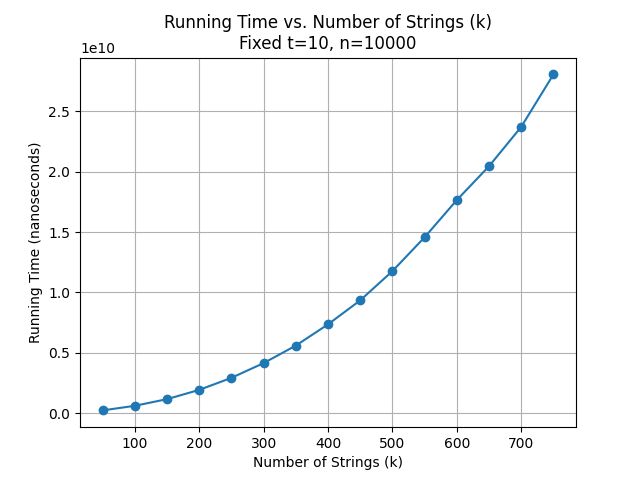 Running Time vs. Number of Strings (k)
Fixed t=10, n=10000
1e10
2.5
2.0
1.5
1.0
0.5
0.0
Running Time (nanoseconds)
100 200 300 400 500 600 700
Number of Strings (k)